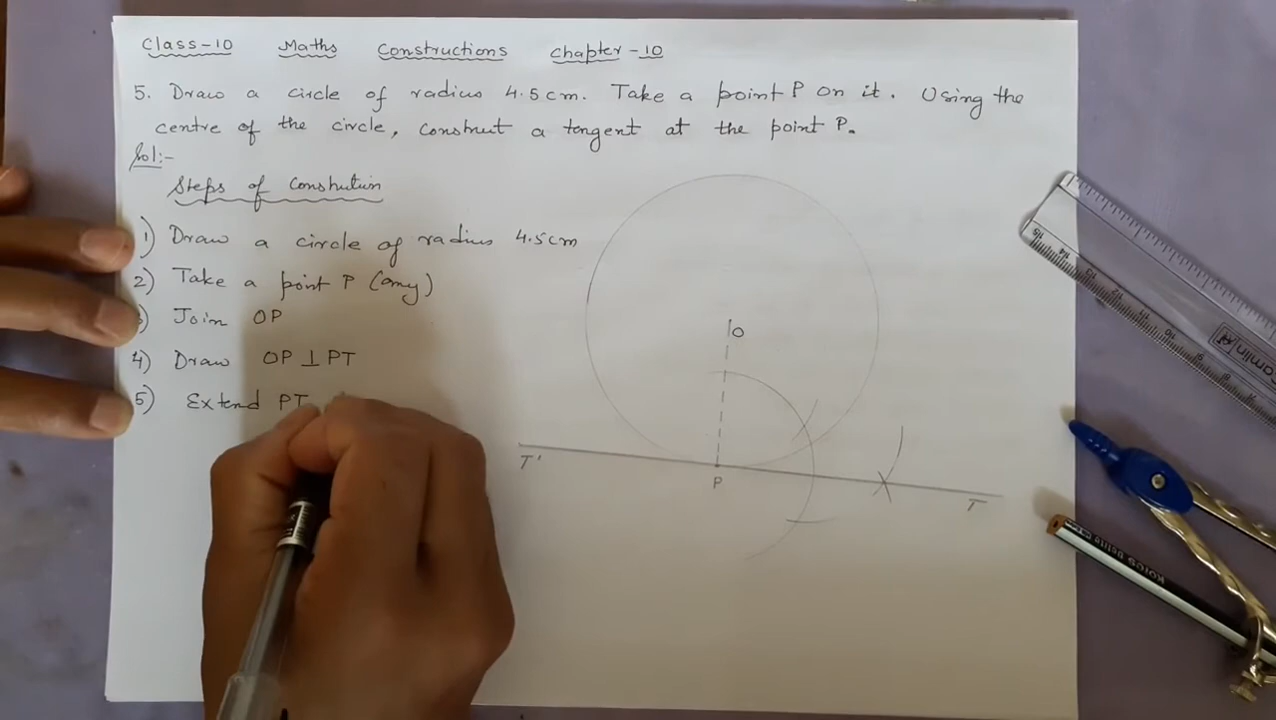 Class-10 Maths Constructions Chapter-10
5. Draw a circle of radius 4.5cm. Take a point P on it. Using the
centre of the circle, Construct a tangent at the point P.
Sol:-
Steps of Constrution
1) Draw a circle of radius 4.5cm
2) Take a point P (any)
) Join OP
4) Draw OP ⊥ PT
5) Extend PT
O
T'
P
T